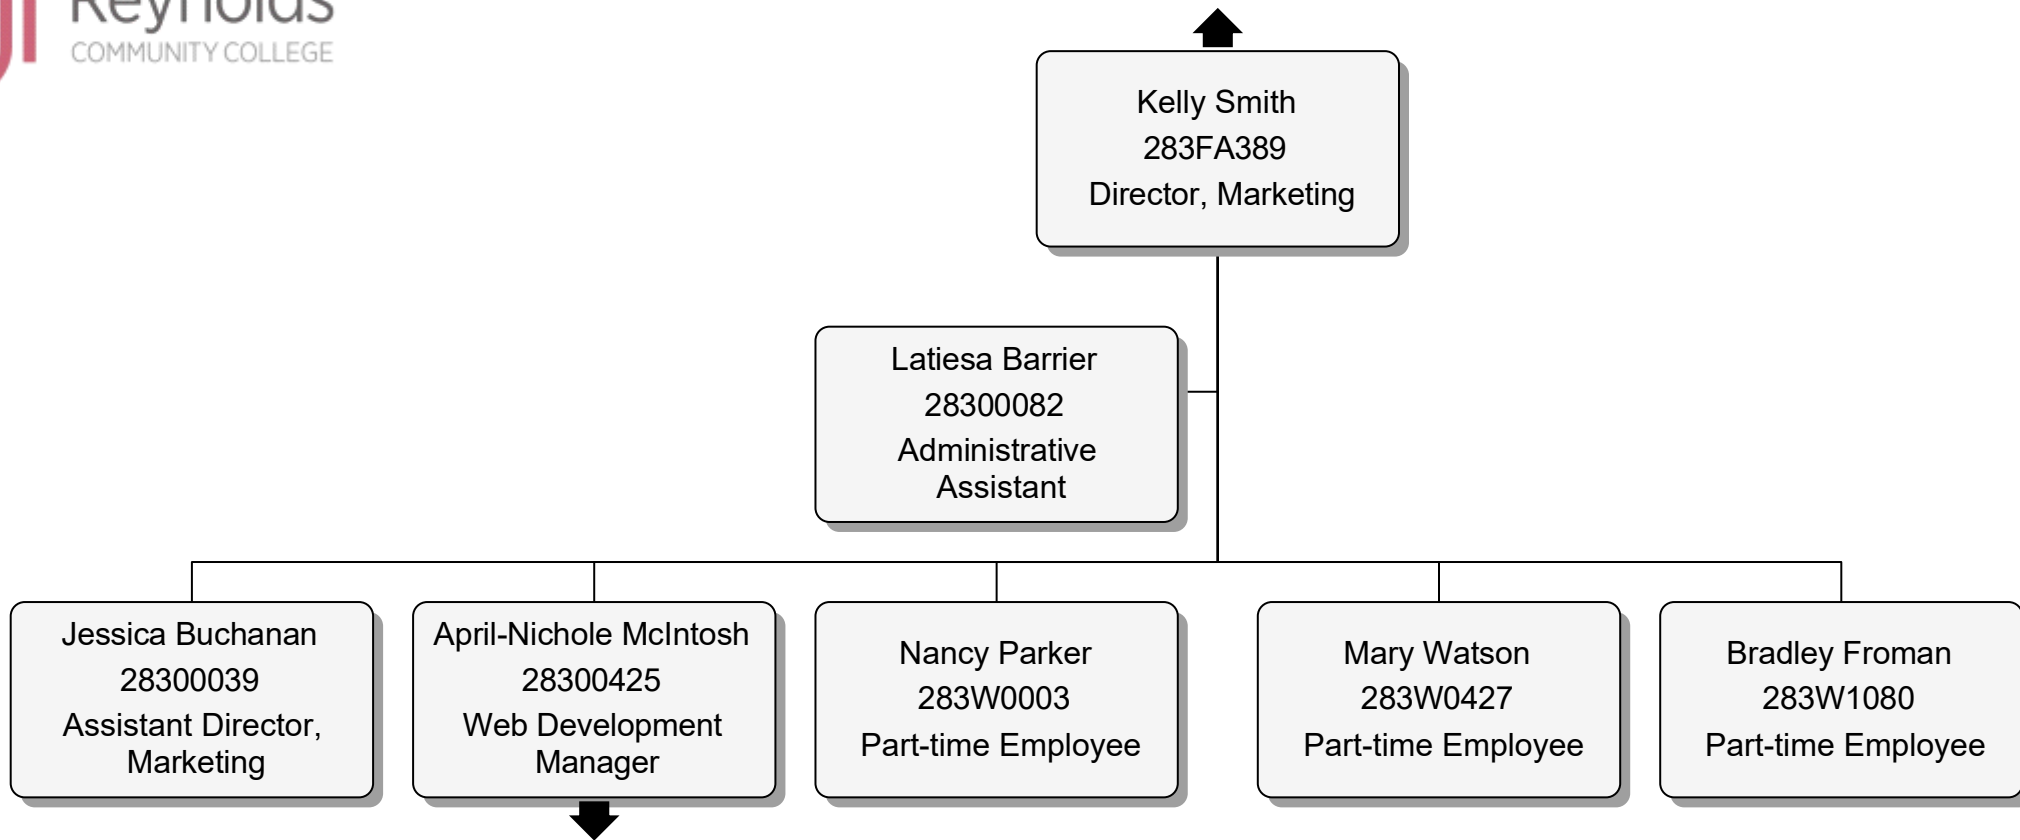 Reynolds
COMMUNITY COLLEGE
Kelly Smith
283FA389
Director, Marketing
Latiesa Barrier
28300082
Administrative
Assistant
Jessica Buchanan
28300039
Assistant Director,
Marketing
April-Nichole McIntosh
28300425
Web Development
Manager
Nancy Parker
283W0003
Part-time Employee
Mary Watson
283W0427
Part-time Employee
Bradley Froman
283W1080
Part-time Employee